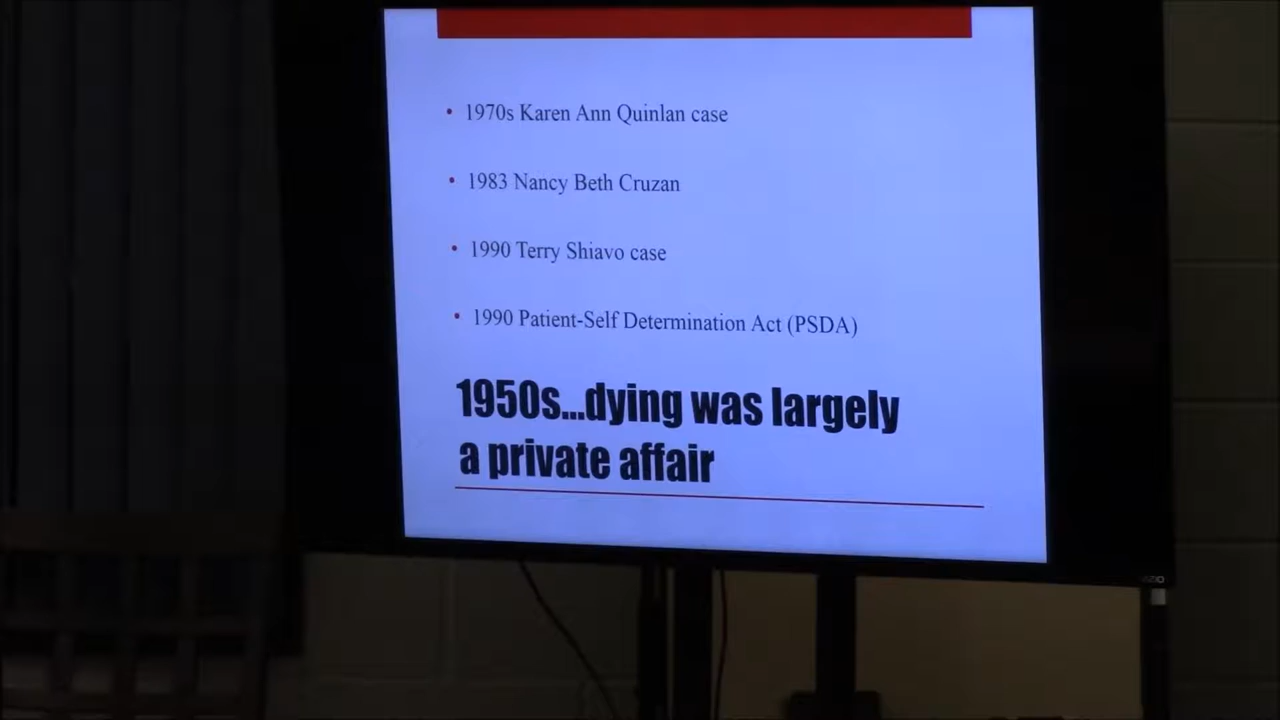 • 1970s Karen Ann Quinlan case
• 1983 Nancy Beth Cruzan
• 1990 Terry Shiavo case
• 1990 Patient-Self Determination Act (PSDA)
1950s...dying was largely
a private affair
VIZIO